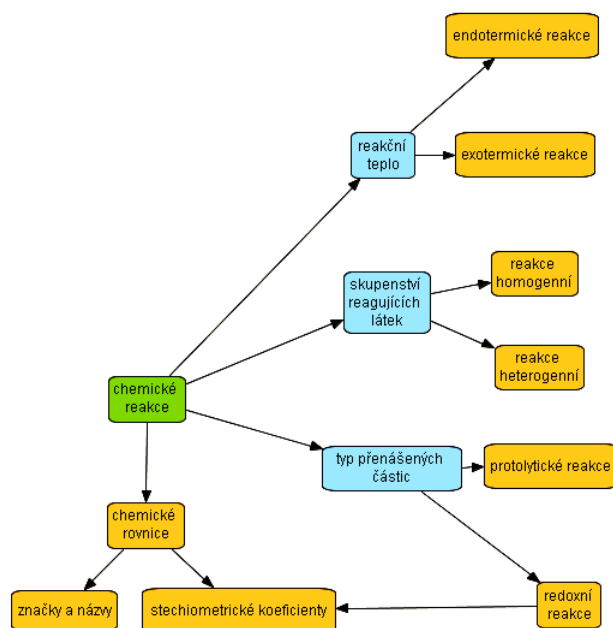 endotermické reakce
reakční
teplo
exotermické reakce
skupenství
reagujících
látek
reakce
homogenní
reakce
heterogenní
chemické
reakce
typ přenášených
částic
protolytické reakce
chemické
rovnice
značky a názvy
stechiometrické koeficienty
redoxní
reakce